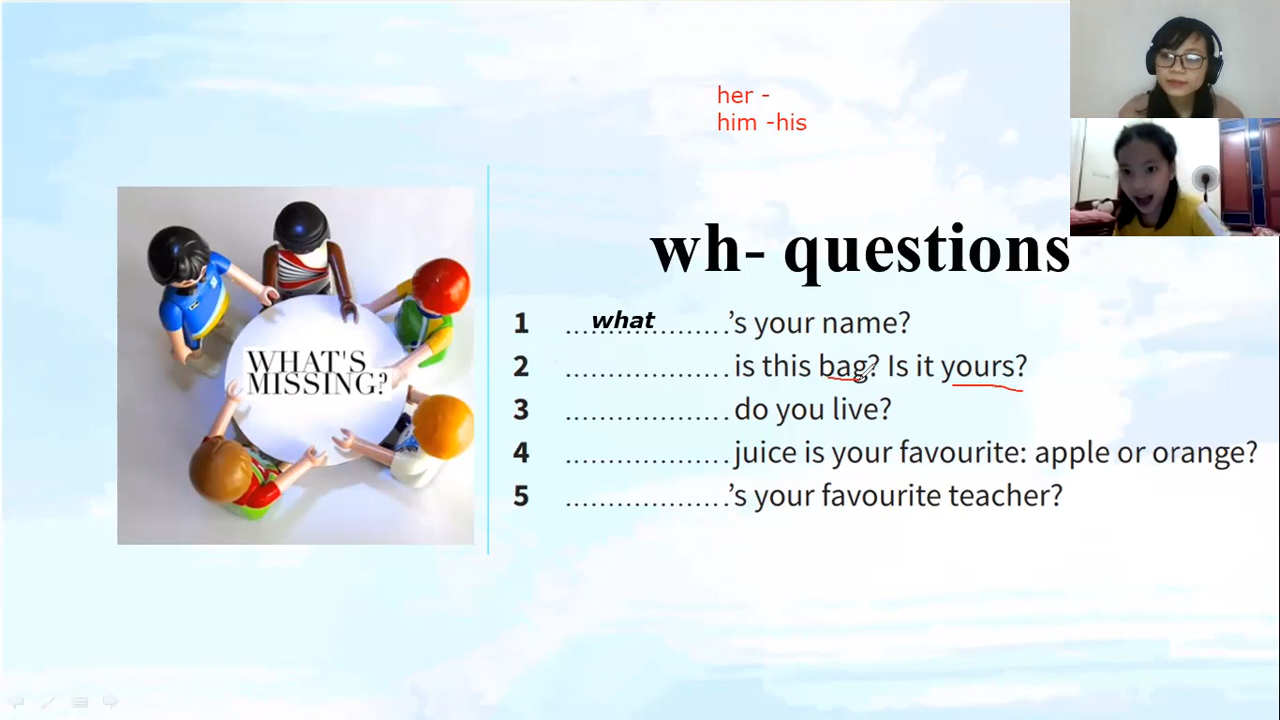 her -
him -his
WHAT'S
MISSING?
wh- questions
1 ...................’s your name?
what
2 ................... is this bag? Is it yours?
3 ................... do you live?
4 ................... juice is your favourite: apple or orange?
5 ...................’s your favourite teacher?